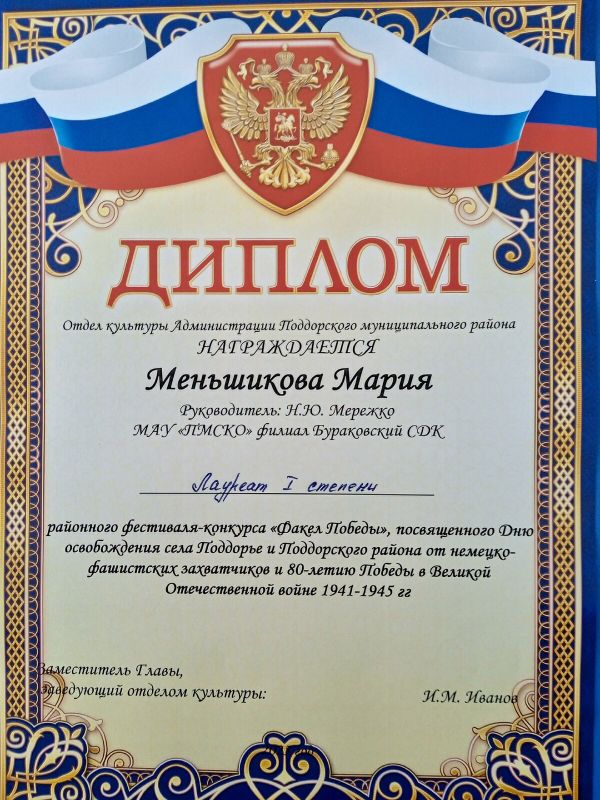 ДИПЛОМ
Отдел культуры Администрации Поддорского муниципального района
НАГРАЖДАЕТСЯ
Меньшикова Мария
Руководитель: Н.Ю. Мережко
МАУ «ПМСКО» филиал Бураковский СДК
Лауреат I степени
районного фестиваля-конкурса «Факел Победы», посвященного Дню
освобождения села Поддорье и Поддорского района от немецко-
фашистских захватчиков и 80-летию Победы в Великой
Отечественной войне 1941-1945 гг
Заместитель Главы,
заведующий отделом культуры:
И.М. Иванов